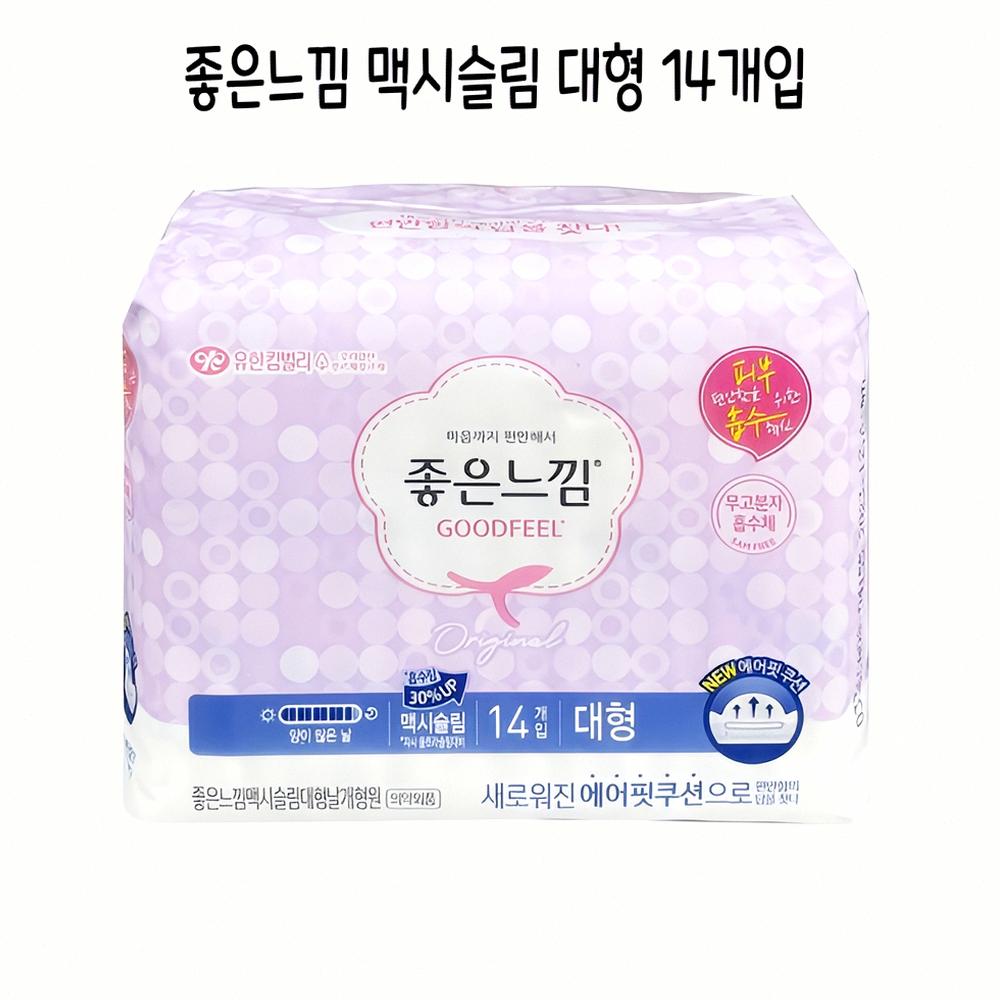 좋은느낌 맥시슬림 대형 14개입
유한킴벌리
마음까지 편안해서
좋은느낌
GOODFEEL
Original
피부
흡수
무고분자
흡수체
SAM FREE
NEW 에어핏쿠션
흡수력
30%UP
양이 많은 날
맥시슬림
14개입
대형
좋은느낌맥시슬림대형날개형원 의약외품
새로워진 에어핏쿠션으로